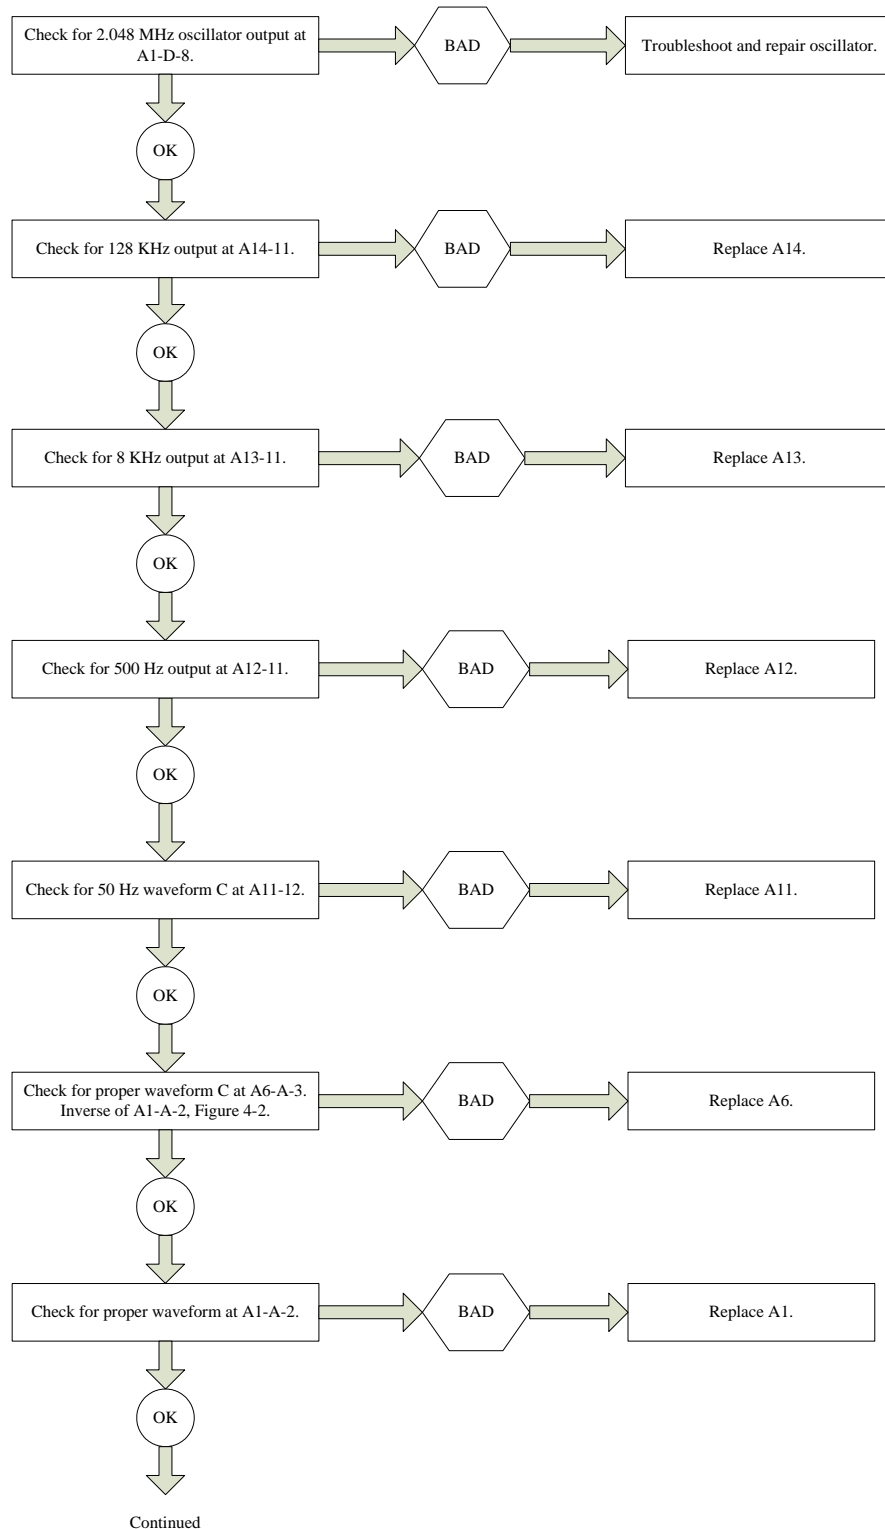 Check for 2.048 MHz oscillator output at
A1-D-8.
BAD
Troubleshoot and repair oscillator.
OK
Check for 128 KHz output at A14-11.
BAD
Replace A14.
OK
Check for 8 KHz output at A13-11.
BAD
Replace A13.
OK
Check for 500 Hz output at A12-11.
BAD
Replace A12.
OK
Check for 50 Hz waveform C at A11-12.
BAD
Replace A11.
OK
Check for proper waveform C at A6-A-3.
Inverse of A1-A-2, Figure 4-2.
BAD
Replace A6.
OK
Check for proper waveform at A1-A-2.
BAD
Replace A1.
OK
Continued